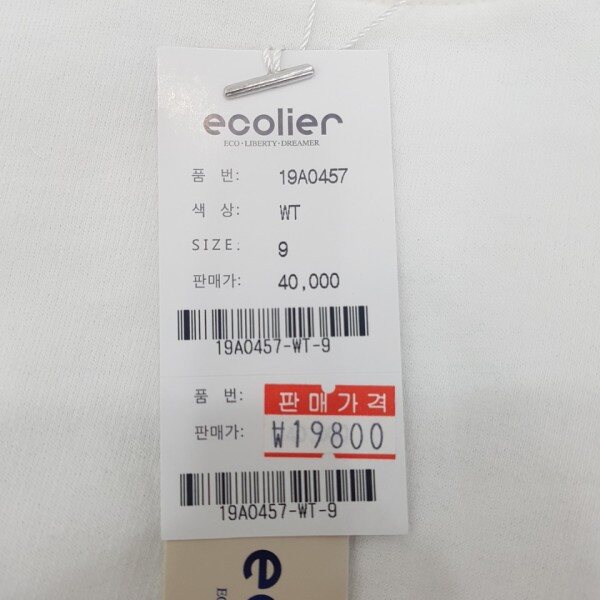 ecolier
ECO·LIBERTY·DREAMER
품 번: 19A0457
색 상: WT
SIZE: 9
판매가: 40,000
19A0457-WT-9
품 번: 판매가격
판매가: ₩19800
19A0457-WT-9